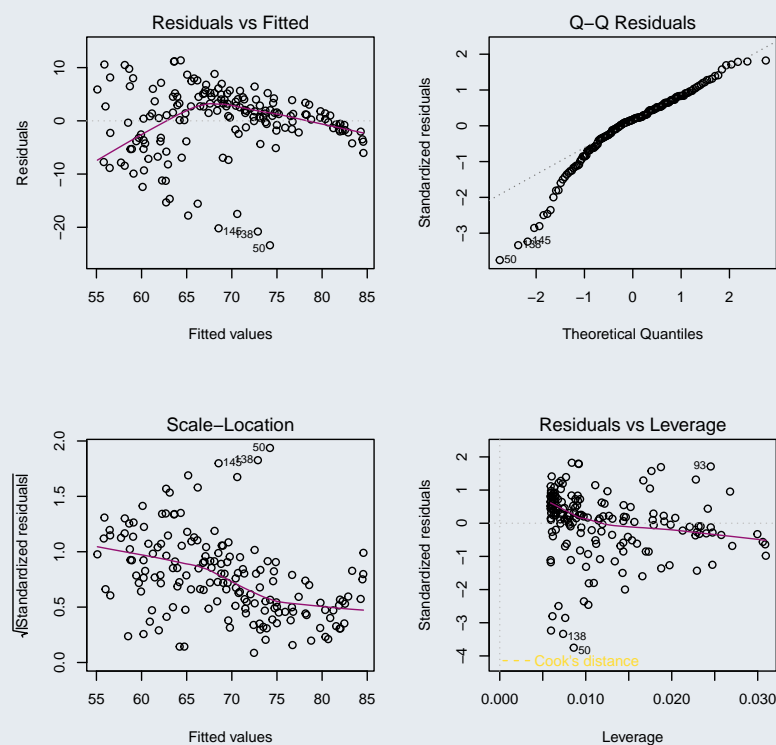 Residuals vs Fitted
Residuals
10
0
−10
−20
145
138
50
55 60 65 70 75 80 85
Fitted values
Q−Q Residuals
Standardized residuals
2
1
0
−1
−2
−3
145
138
50
−2 −1 0 1 2
Theoretical Quantiles
Scale−Location
√|Standardized residuals|
2.0
1.5
1.0
0.5
0.0
50
138
145
55 60 65 70 75 80 85
Fitted values
Residuals vs Leverage
Standardized residuals
2
1
0
−1
−2
−3
−4
93
138
50
Cook's distance
0.000 0.010 0.020 0.030
Leverage